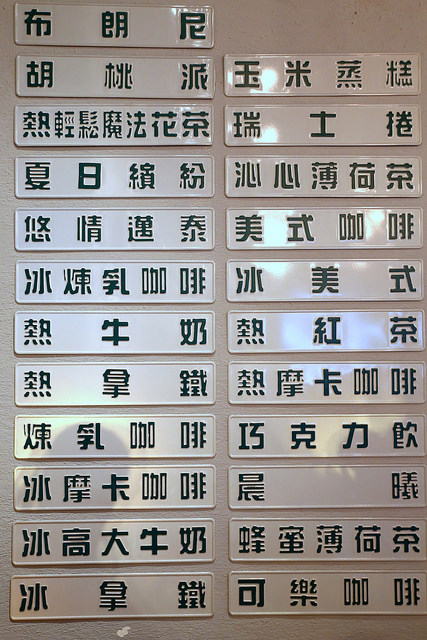 布朗尼
胡桃派
熱輕鬆魔法花茶
夏日繽紛
悠情邁泰
冰煉乳咖啡
熱牛奶
熱拿鐵
煉乳咖啡
冰摩卡咖啡
冰高大牛奶
冰拿鐵
玉米蒸糕
瑞士捲
沁心薄荷茶
美式咖啡
冰美式
熱紅茶
熱摩卡咖啡
巧克力飲
晨曦
蜂蜜薄荷茶
可樂咖啡